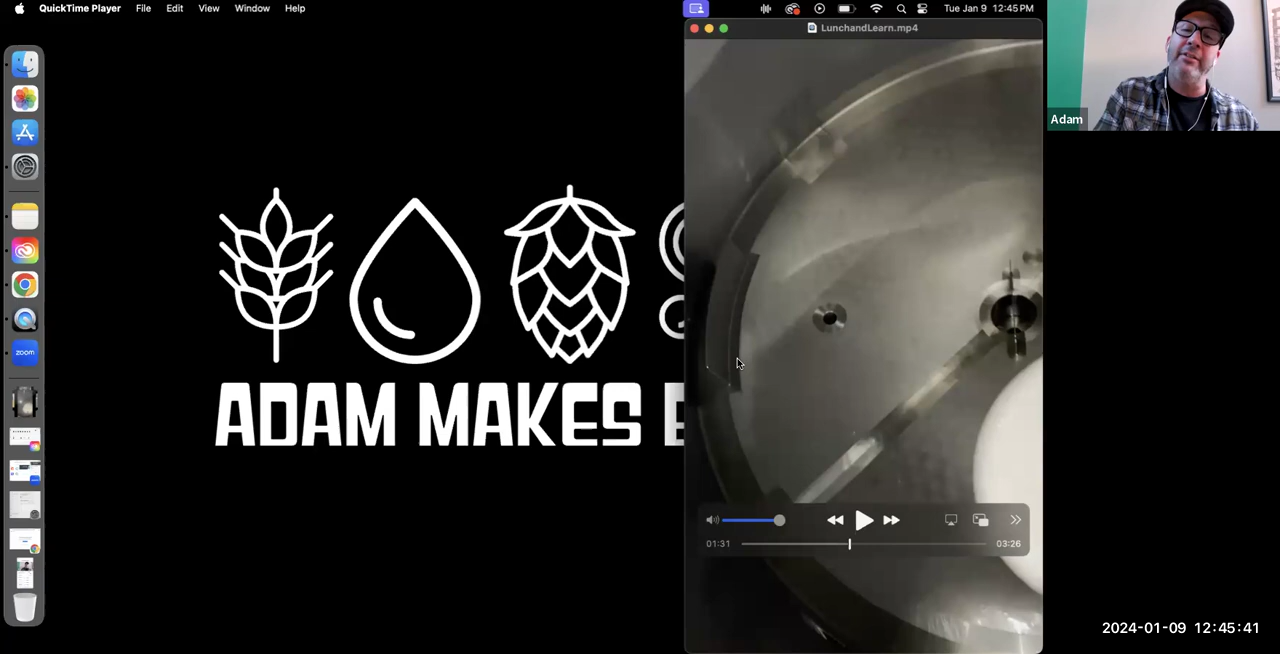 QuickTime Player File Edit View Window Help
Tue Jan 9 12:45 PM
LunchandLearn.mp4
Adam
zoom
ADAM MAKES
01:31
03:26
2024-01-09 12:45:41